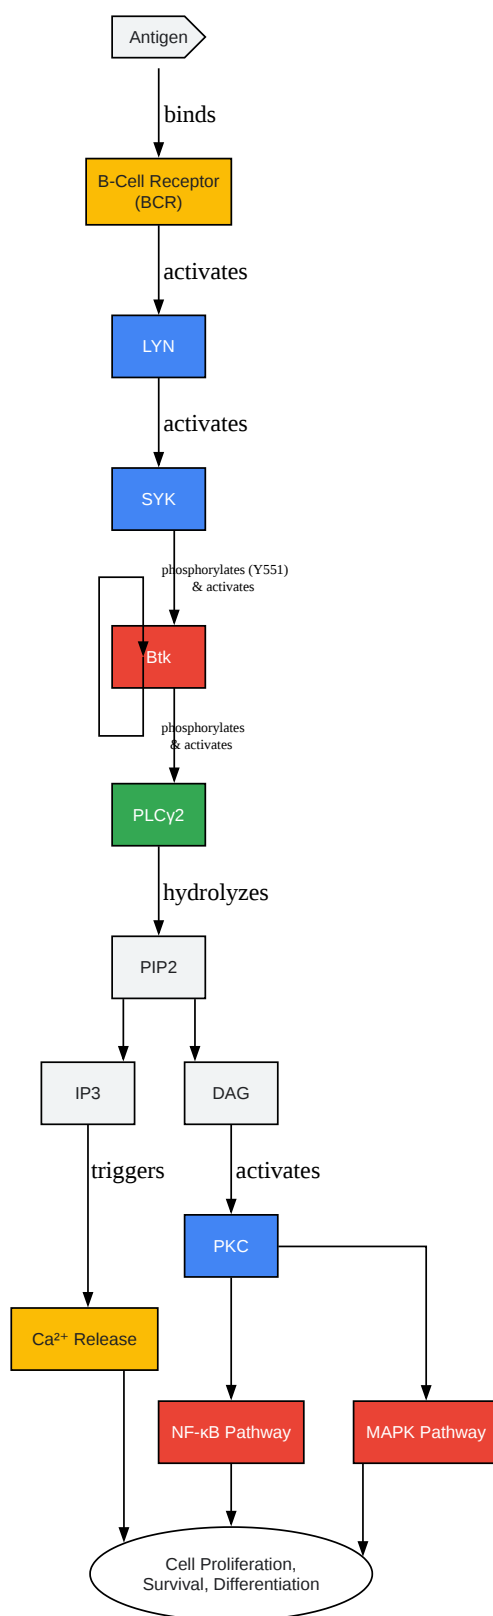 Antigen
binds
B-Cell Receptor
(BCR)
activates
LYN
activates
SYK
phosphorylates (Y551)
& activates
Btk
phosphorylates
& activates
PLCγ2
hydrolyzes
PIP2
IP3
DAG
triggers
activates
PKC
Ca²⁺ Release
NF-κB Pathway
MAPK Pathway
Cell Proliferation,
Survival, Differentiation